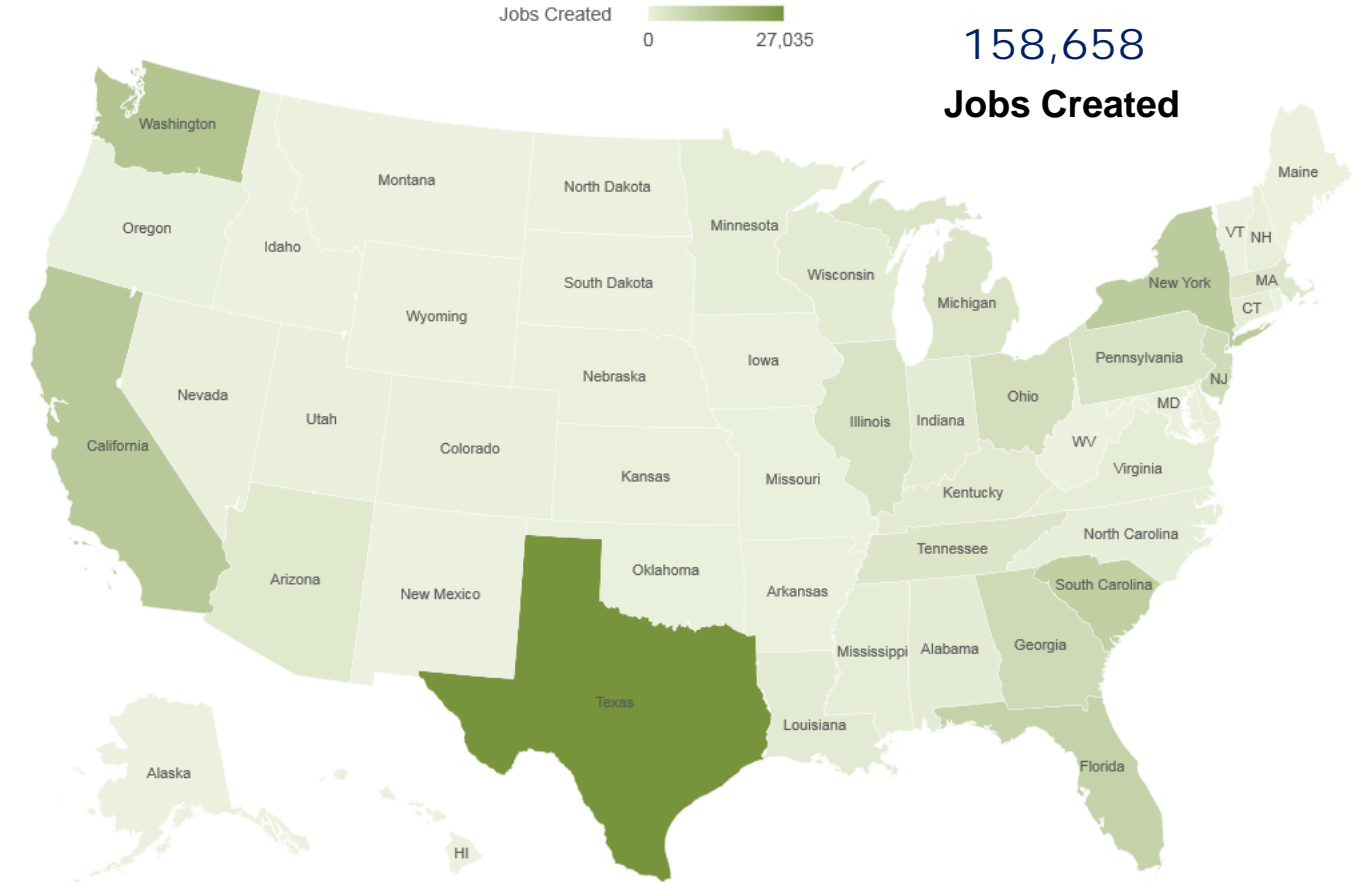 Jobs Created
0 27,035
158,658
Jobs Created
Washington
Maine
Montana
North Dakota
Minnesota
Oregon
VT
NH
Idaho
Wisconsin
South Dakota
New York
MA
Michigan
CT
Wyoming
Iowa
Pennsylvania
Nebraska
NJ
Nevada
Ohio
MD
Utah
Illinois
Indiana
California
Colorado
WV
Virginia
Kansas
Missouri
Kentucky
North Carolina
Tennessee
Oklahoma
Arizona
South Carolina
New Mexico
Arkansas
Georgia
Mississippi
Alabama
Texas
Louisiana
Florida
Alaska
HI